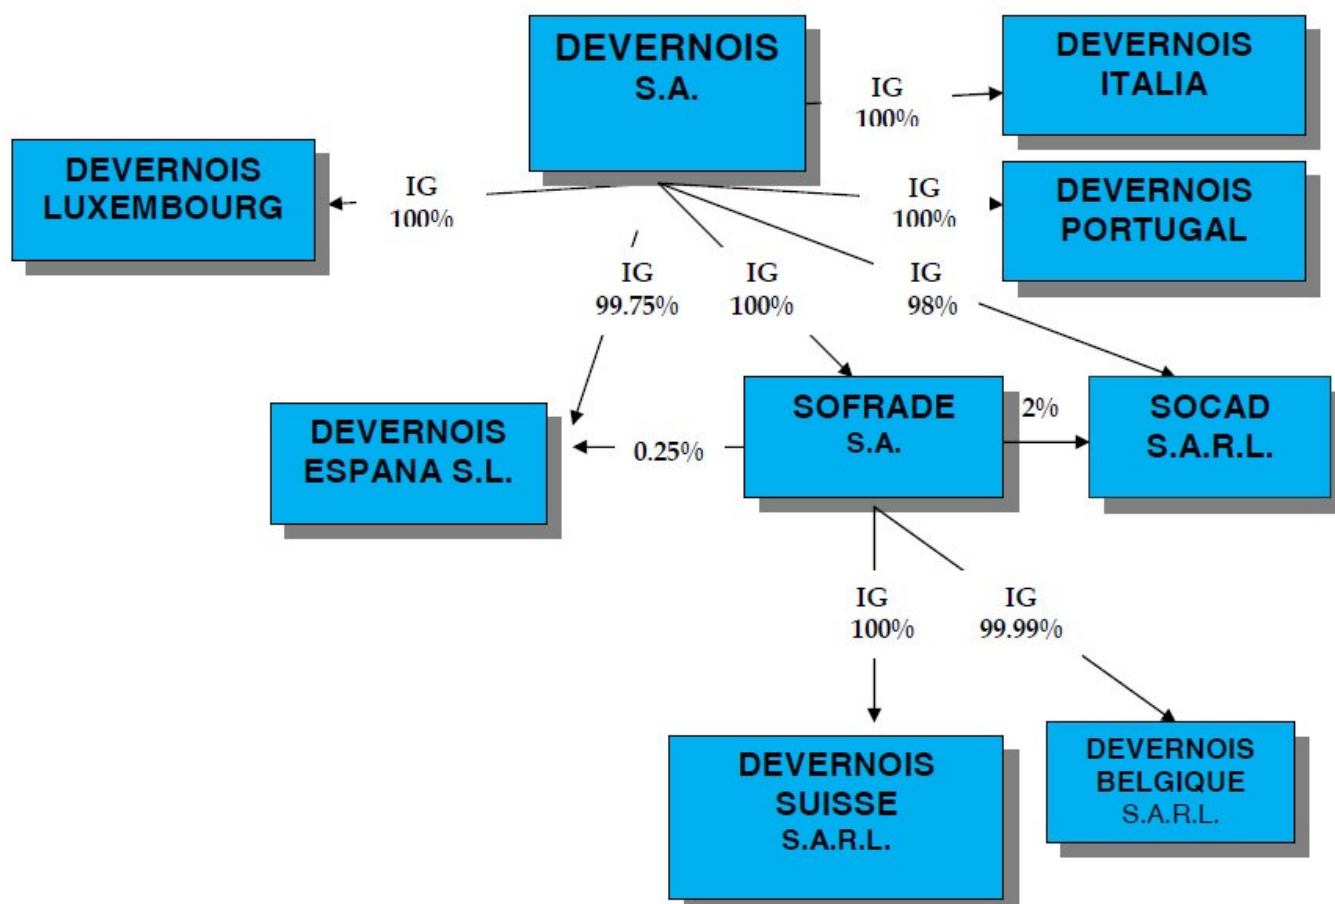 DEVERNOIS
S.A.
DEVERNOIS
ITALIA
IG
100%
DEVERNOIS
LUXEMBOURG
IG
100%
IG
100%
DEVERNOIS
PORTUGAL
IG
99.75%
IG
100%
IG
98%
DEVERNOIS
ESPANA S.L.
0.25%
SOFRADE
S.A.
2%
SOCAD
S.A.R.L.
IG
100%
IG
99.99%
DEVERNOIS
SUISSE
S.A.R.L.
DEVERNOIS
BELGIQUE
S.A.R.L.